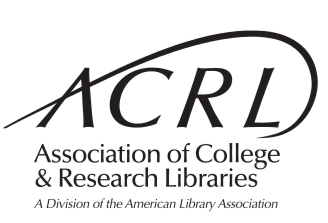 ACRL
Association of College
& Research Libraries
A Division of the American Library Association